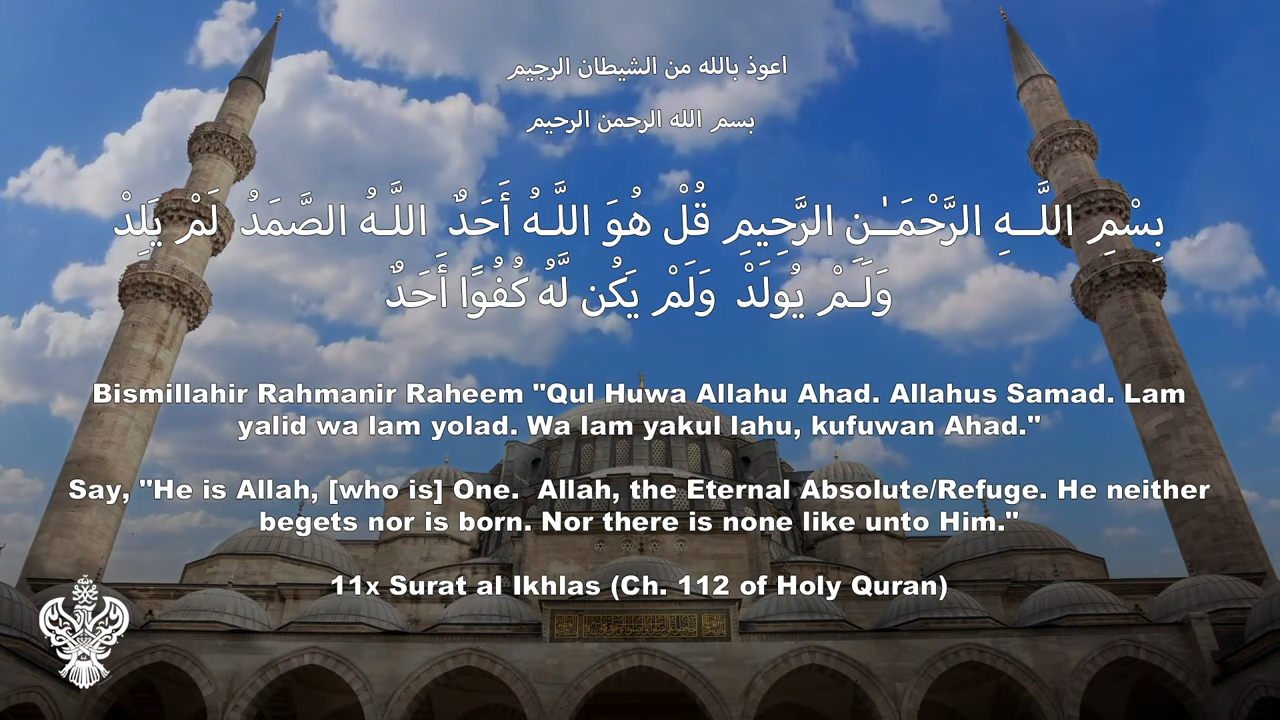 اعوذ بالله من الشيطان الرجيم
بسم الله الرحمن الرحيم
بِسْمِ اللَّـهِ الرَّحْمَـٰنِ الرَّحِيمِ قُلْ هُوَ اللَّـهُ أَحَدٌ اللَّـهُ الصَّمَدُ لَمْ يَلِدْ
وَلَمْ يُولَدْ وَلَمْ يَكُن لَّهُ كُفُوًا أَحَدٌ
Bismillahir Rahmanir Raheem "Qul Huwa Allahu Ahad. Allahus Samad. Lam
yalid wa lam yolad. Wa lam yakul lahu, kufuwan Ahad."
Say, "He is Allah, [who is] One.  Allah, the Eternal Absolute/Refuge. He neither
begets nor is born. Nor there is none like unto Him."
11x Surat al Ikhlas (Ch. 112 of Holy Quran)